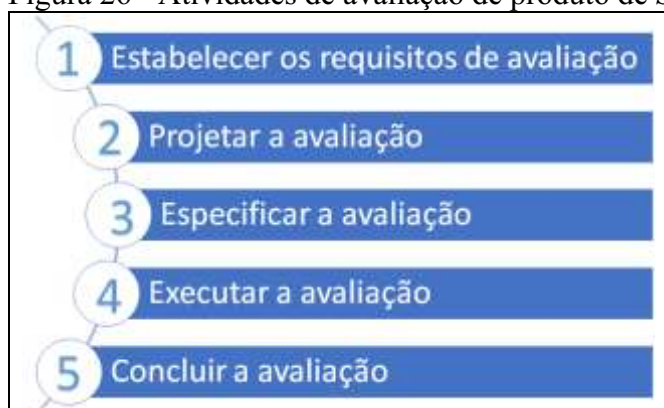 Figura 20 - Atividades de avaliação de produto de
1 Estabelecer os requisitos de avaliação
2 Projetar a avaliação
3 Especificar a avaliação
4 Executar a avaliação
5 Concluir a avaliação